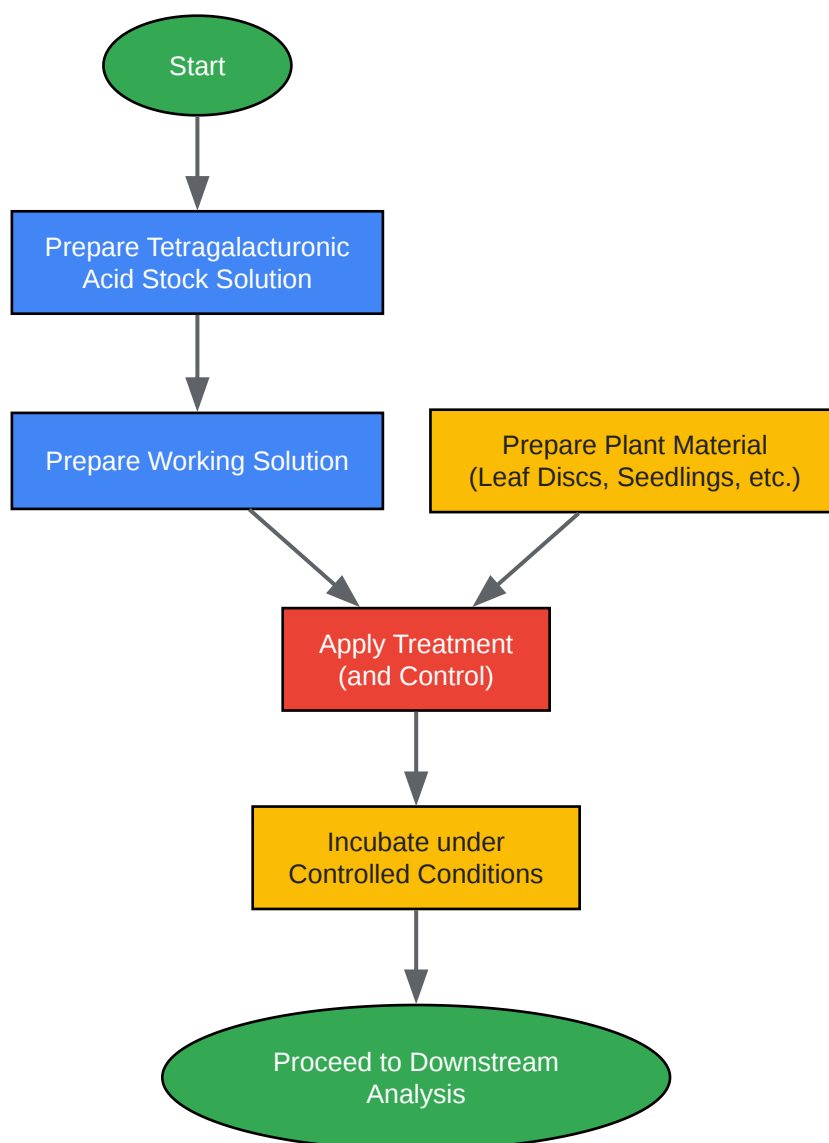 Start
Prepare Tetragalacturonic
Acid Stock Solution
Prepare Working Solution
Prepare Plant Material
(Leaf Discs, Seedlings, etc.)
Apply Treatment
(and Control)
Incubate under
Controlled Conditions
Proceed to Downstream
Analysis